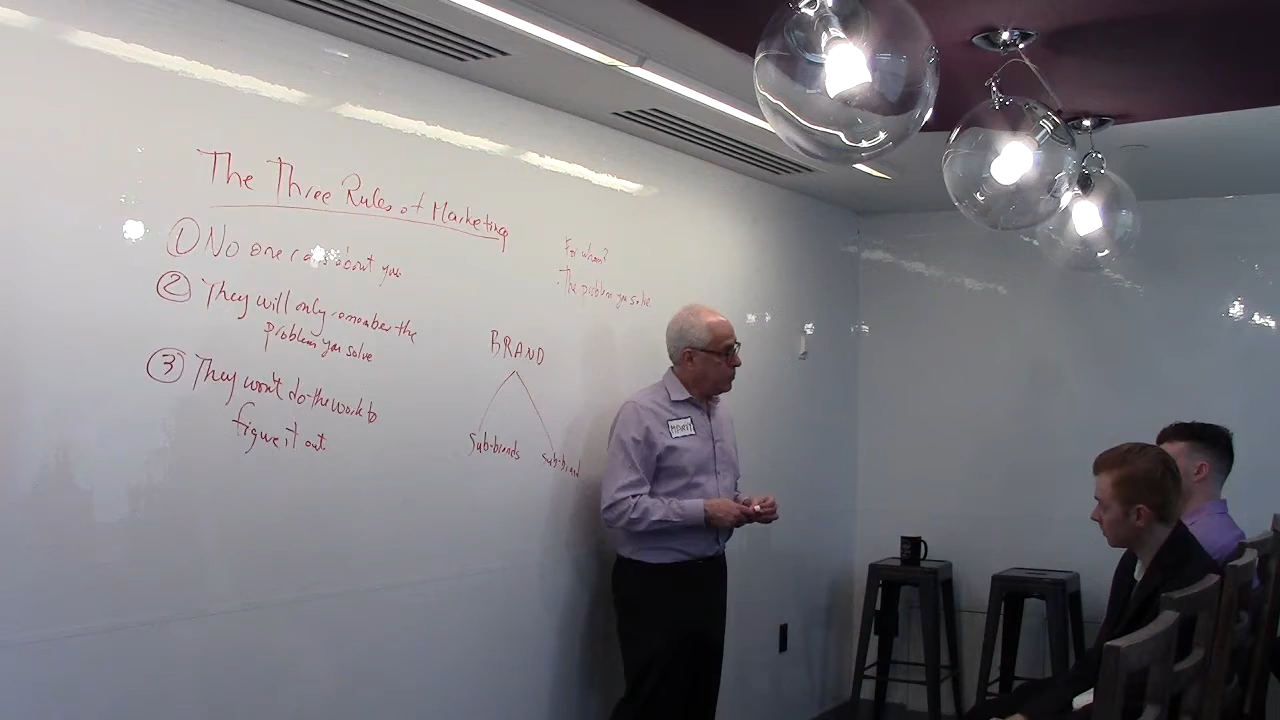 The Three Rules of Marketing
① No one cares about you
② They will only remember the
problem you solve
③ They won't do the work to
figure it out.
For whom?
· The problem you solve
BRAND
Sub-brands
Sub-brand
MARTY